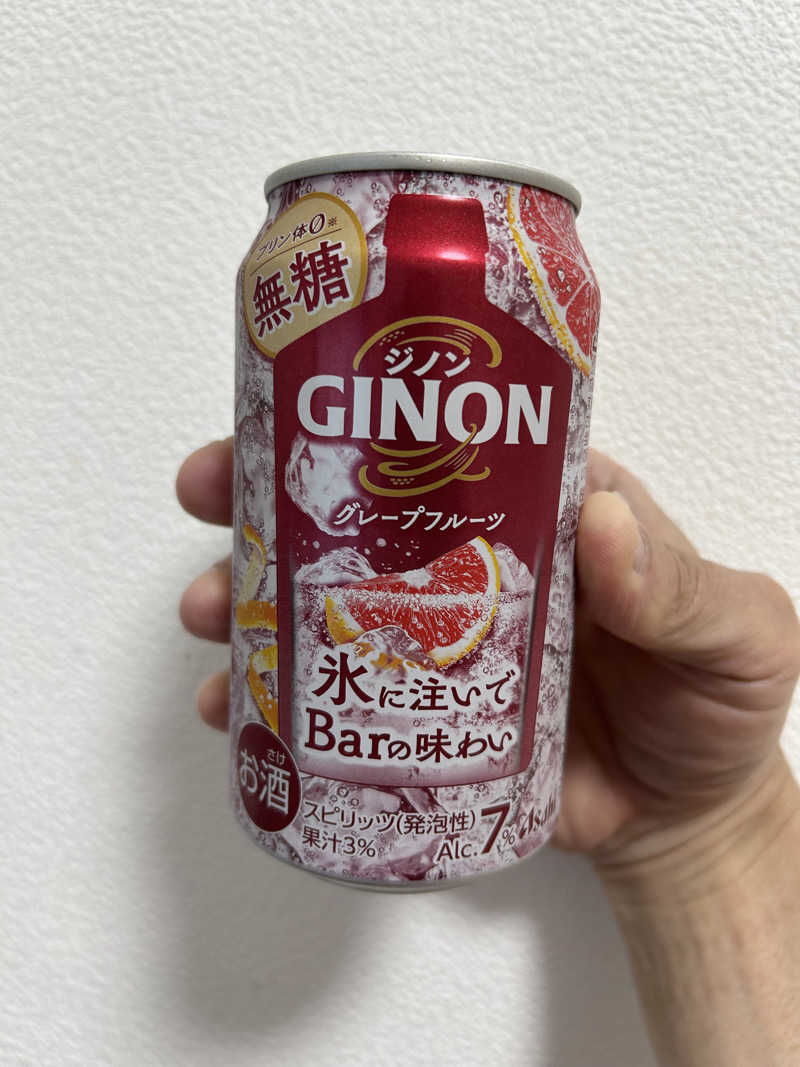 プリン体0※
無糖
ジノン
GINON
グレープフルーツ
氷に注いで
Barの味わい
さけ
お酒
スピリッツ(発泡性)
果汁3%
Alc.7%
Asahi